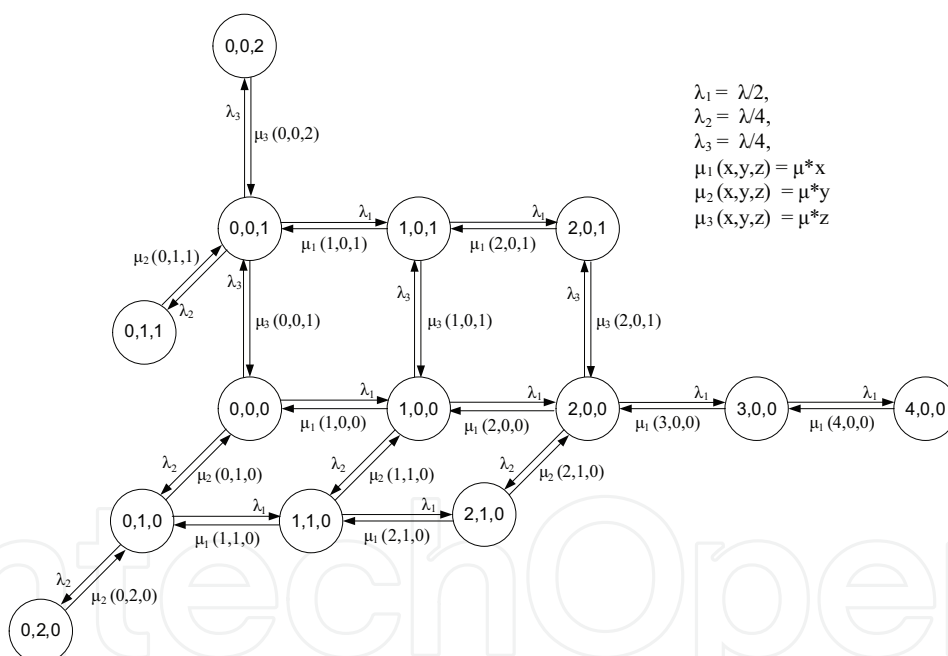 0,0,2
λ₃
μ₃ (0,0,2)
λ₁ = λ/2,
λ₂ = λ/4,
λ₃ = λ/4,
μ₁ (x,y,z) = μ*x
μ₂ (x,y,z) = μ*y
μ₃ (x,y,z) = μ*z
0,0,1
λ₁
μ₁ (1,0,1)
1,0,1
λ₁
μ₁ (2,0,1)
2,0,1
μ₂ (0,1,1)
λ₂
0,1,1
λ₃
μ₃ (0,0,1)
λ₃
μ₃ (1,0,1)
λ₃
μ₃ (2,0,1)
0,0,0
λ₁
μ₁ (1,0,0)
1,0,0
λ₁
μ₁ (2,0,0)
2,0,0
λ₁
μ₁ (3,0,0)
3,0,0
λ₁
μ₁ (4,0,0)
4,0,0
λ₂
μ₂ (0,1,0)
λ₂
μ₂ (1,1,0)
λ₂
μ₂ (2,1,0)
0,1,0
λ₁
μ₁ (1,1,0)
1,1,0
λ₁
μ₁ (2,1,0)
2,1,0
λ₂
μ₂ (0,2,0)
0,2,0
ntechOpe